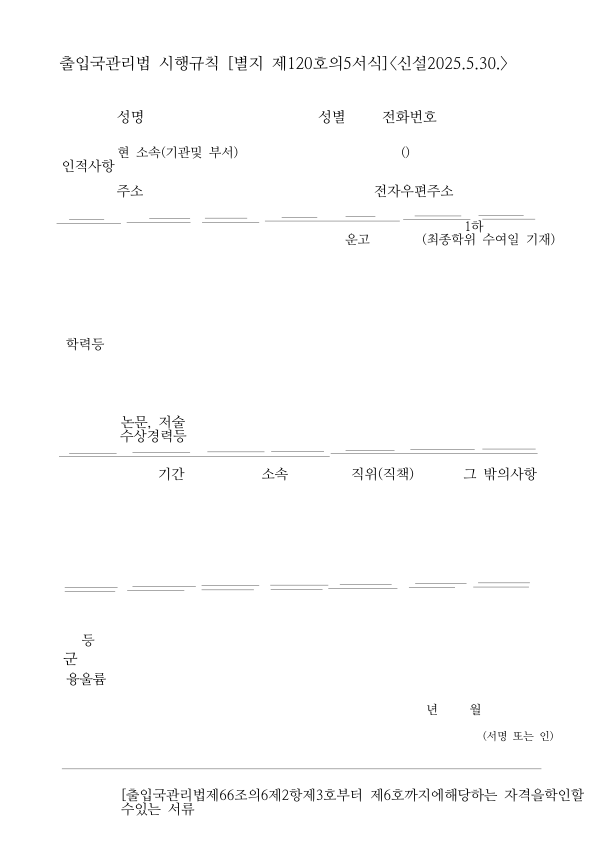 출입국관리법 시행규칙 [별지 제120호의5서식]<신설2025.5.30.>
성명 성별 전화번호
현 소속(기관및 부서) ()
인적사항
주소 전자우편주소
1하
운고 (최종학위 수여일 기재)
학력등
논문, 저술
수상경력등
기간 소속 직위(직책) 그 밖의사항
등
군
용울륨
년 월
(서명 또는 인)
[출입국관리법제66조의6제2항제3호부터 제6호까지에해당하는 자격을학인할
수있는 서류